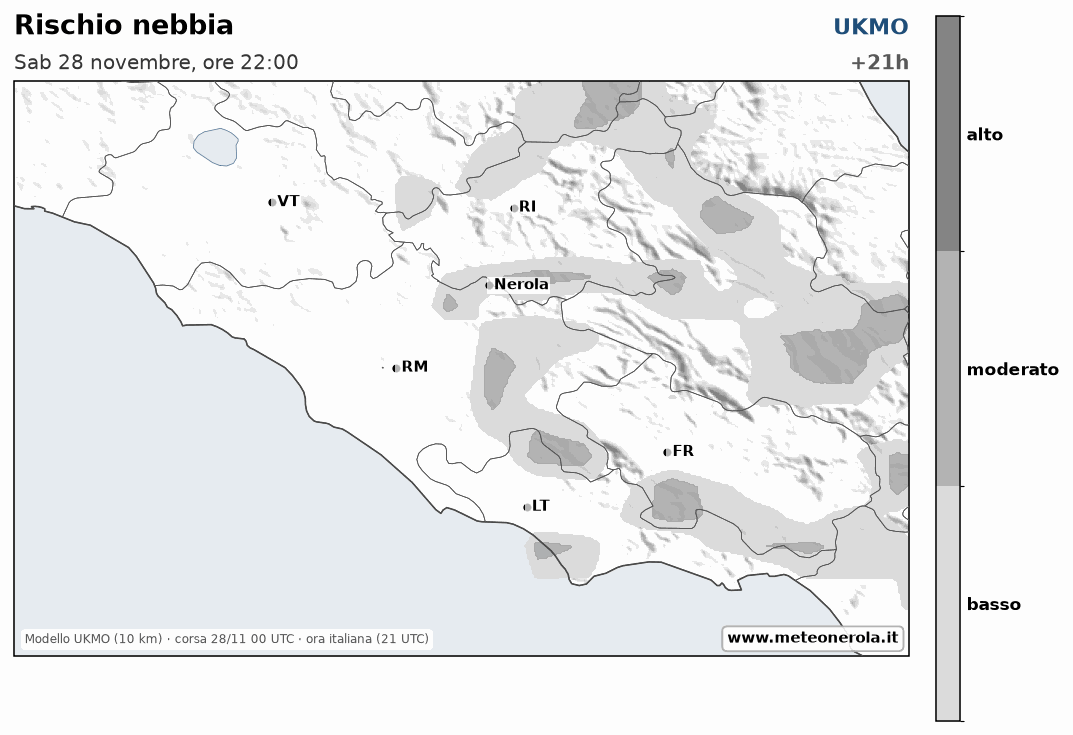 Rischio nebbia
UKMO
Sab 28 novembre, ore 22:00
+21h
alto
VT
RI
Nerola
RM
moderato
FR
LT
basso
Modello UKMO (10 km) · corsa 28/11 00 UTC · ora italiana (21 UTC)
www.meteonerola.it